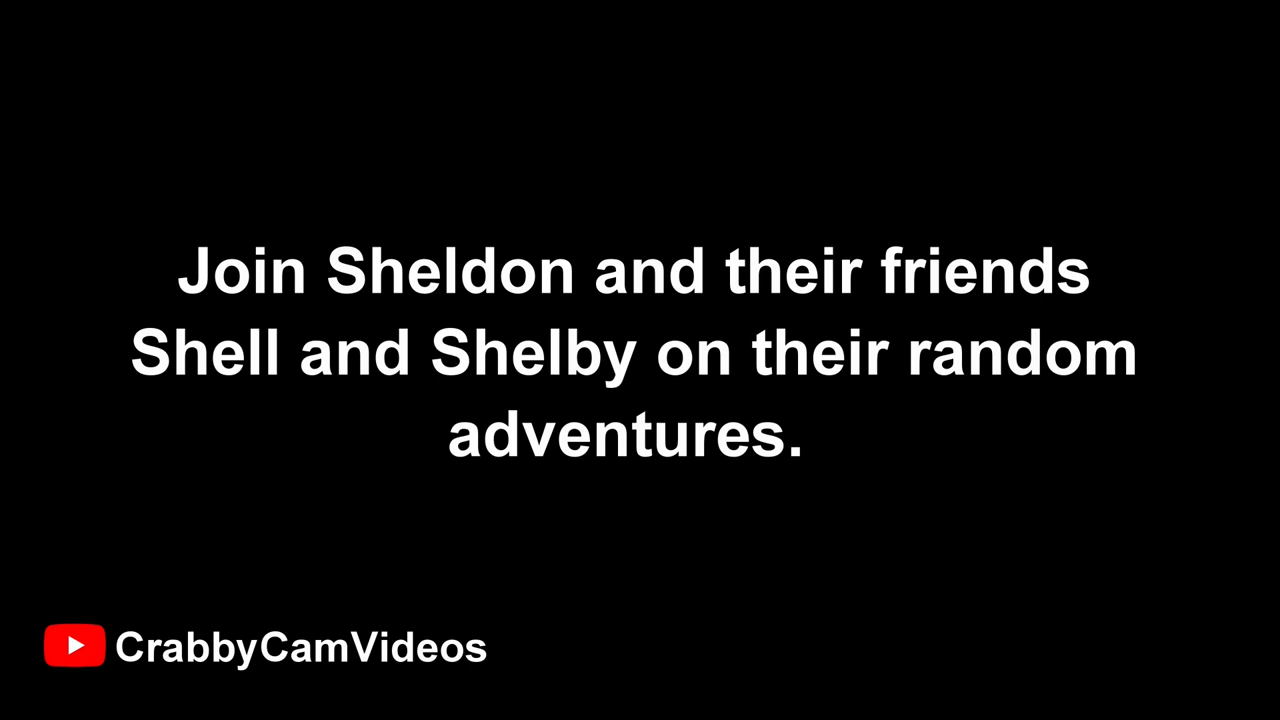 Join Sheldon and their friends
Shell and Shelby on their random
adventures.
CrabbyCamVideos